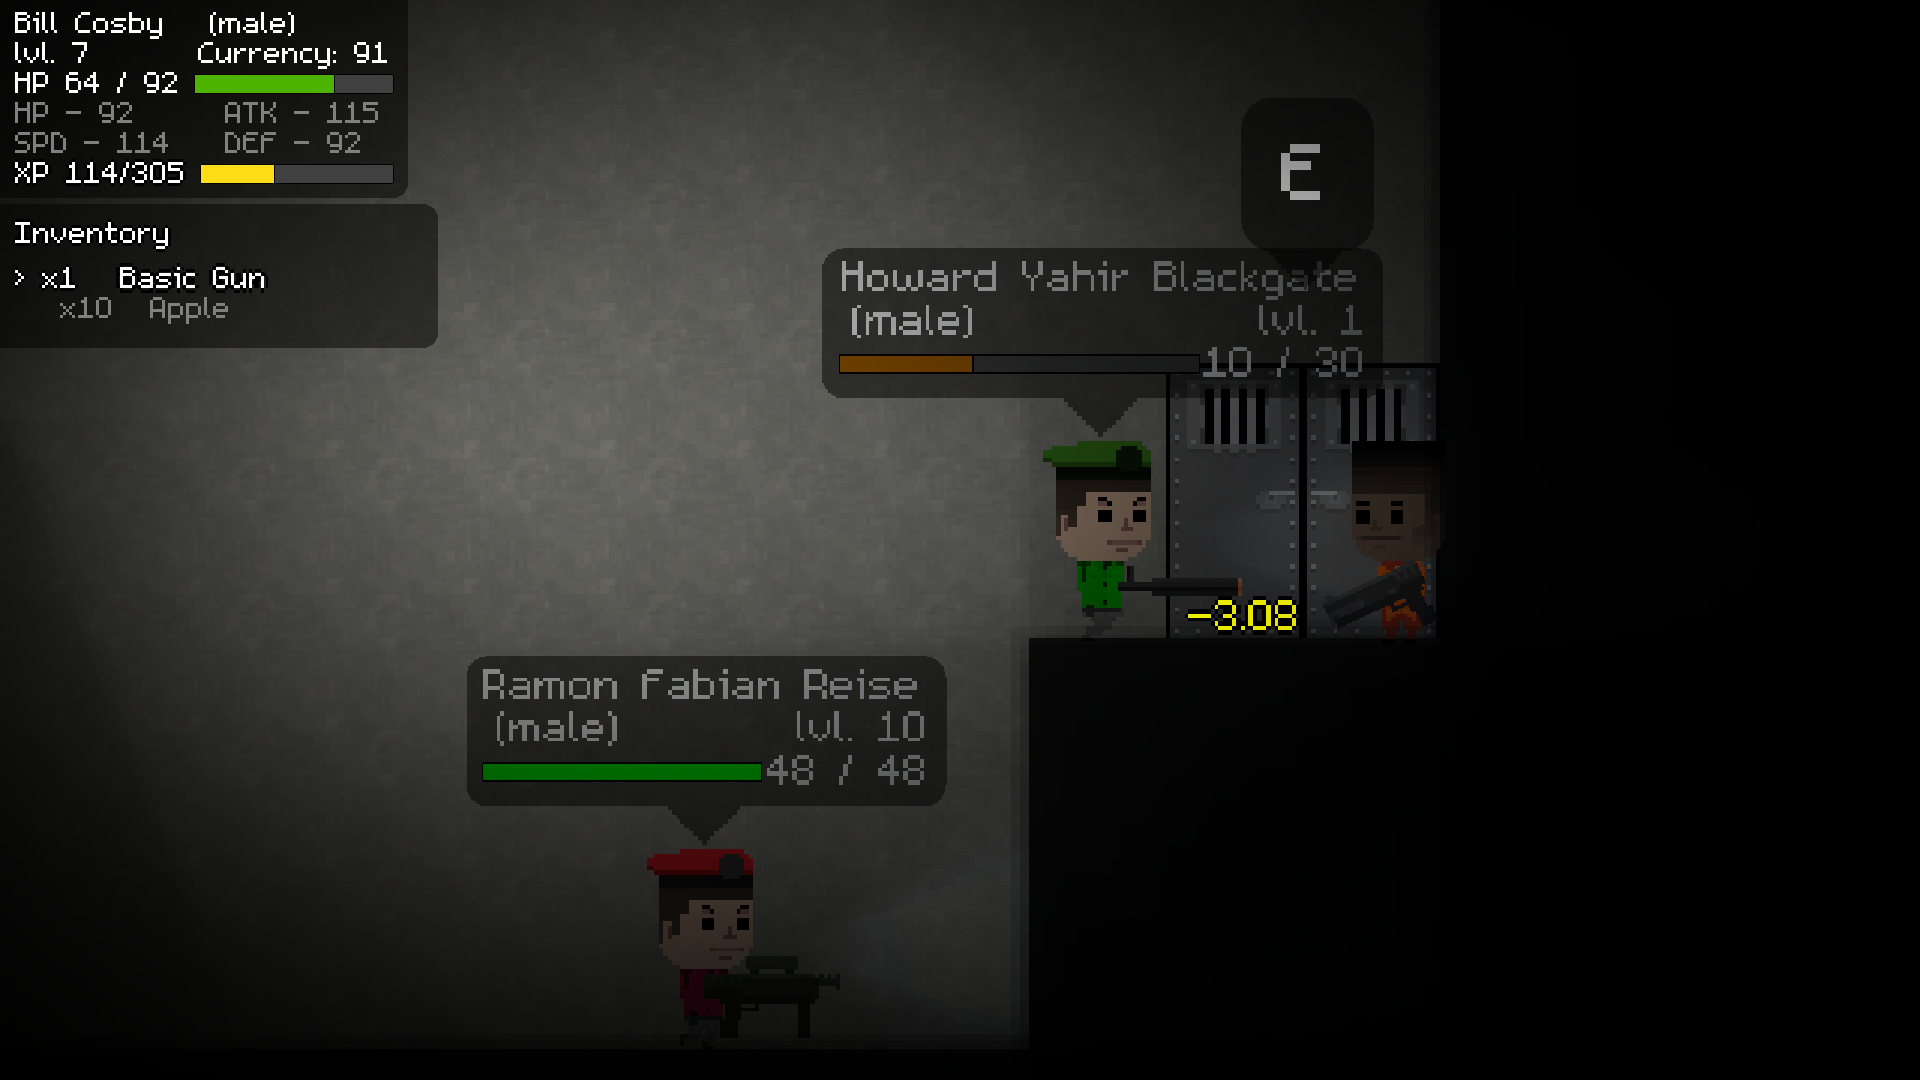 Bill Cosby (male)
lvl. 7 Currency: 91
HP 64 / 92
HP - 92 ATK - 115
SPD - 114 DEF - 92
XP 114/305
Inventory
> x1 Basic Gun
x10 Apple
E
Howard Yahir Blackgate
(male) lvl. 1
10 / 30
-3.08
Ramon Fabian Reise
(male) lvl. 10
48 / 48